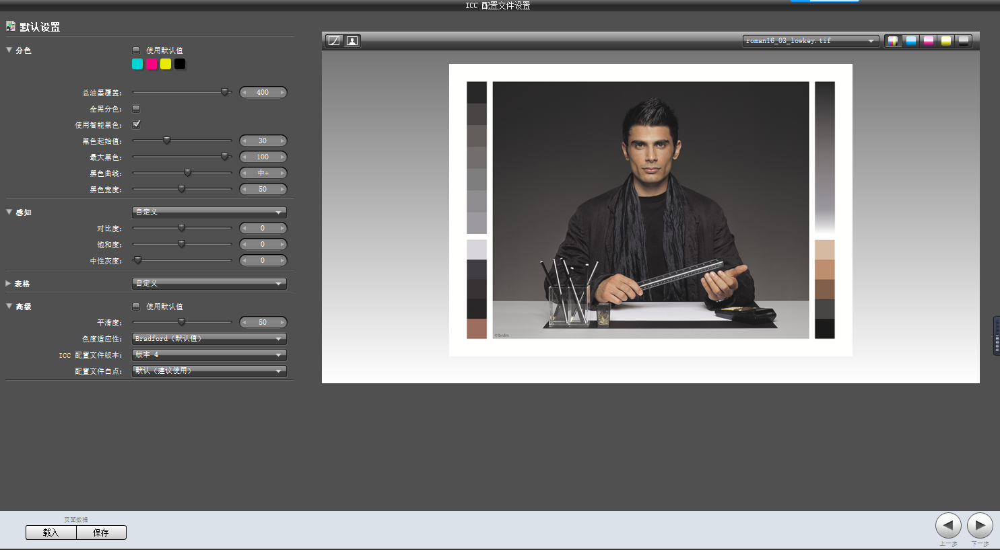 ICC 配置文件设置
默认设置
分色
使用默认值
总油墨覆盖:
400
全黑分色:
使用智能黑色:
黑色起始值:
30
最大黑色:
100
黑色曲线:
中+
黑色宽度:
50
感知
自定义
对比度:
0
饱和度:
0
中性灰度:
0
表格
自定义
高级
使用默认值
平滑度:
50
色度适应性:
Bradford (默认值)
ICC 配置文件版本:
版本 4
配置文件白点:
默认 (建议使用)
roman16_03_lowkey.tif
© bvdm
页面数据
载入
保存
上一步
下一步